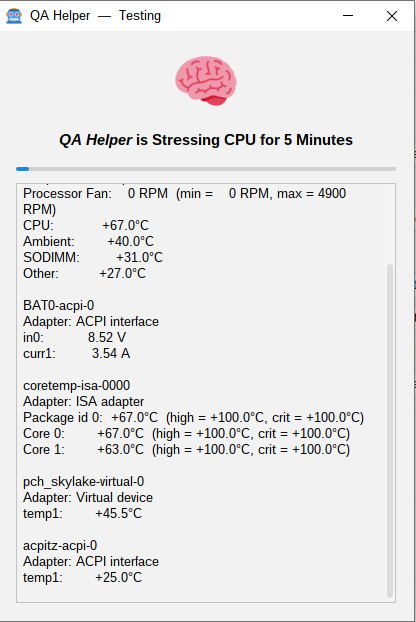 QA Helper — Testing
QA Helper is Stressing CPU for 5 Minutes
Processor Fan: 0 RPM (min = 0 RPM, max = 4900
RPM)
CPU: +67.0°C
Ambient: +40.0°C
SODIMM: +31.0°C
Other: +27.0°C
BAT0-acpi-0
Adapter: ACPI interface
in0: 8.52 V
curr1: 3.54 A
coretemp-isa-0000
Adapter: ISA adapter
Package id 0: +67.0°C (high = +100.0°C, crit = +100.0°C)
Core 0: +67.0°C (high = +100.0°C, crit = +100.0°C)
Core 1: +63.0°C (high = +100.0°C, crit = +100.0°C)
pch_skylake-virtual-0
Adapter: Virtual device
temp1: +45.5°C
acpitz-acpi-0
Adapter: ACPI interface
temp1: +25.0°C